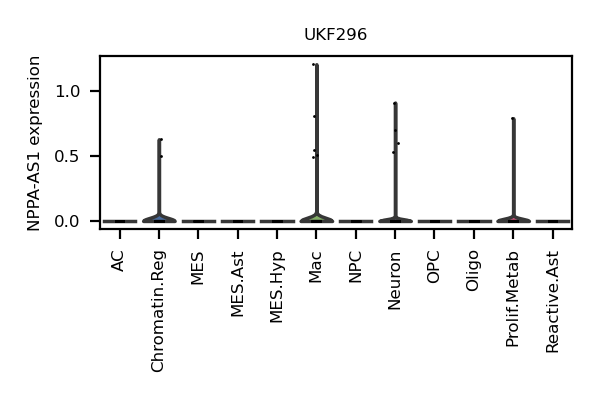 UKF296
NPPA-AS1 expression
1.0
0.5
0.0
AC
Chromatin.Reg
MES
MES.Ast
MES.Hyp
Mac
NPC
Neuron
OPC
Oligo
Prolif.Metab
Reactive.Ast